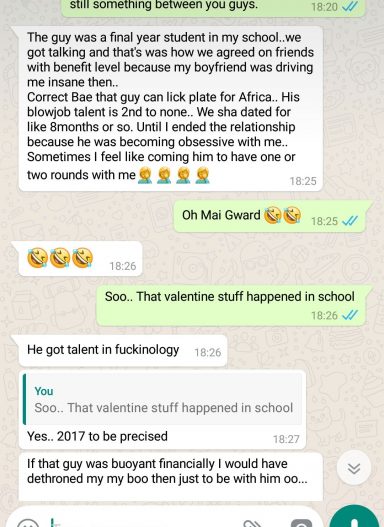 still something between you guys.
18:20
The guy was a final year student in my school..we
got talking and that's was how we agreed on friends
with benefit level because my boyfriend was driving
me insane then..
Correct Bae that guy can lick plate for Africa.. His
blowjob talent is 2nd to none.. We sha dated for
like 8months or so. Until I ended the relationship
because he was becoming obsessive with me..
Sometimes I feel like coming him to have one or
two rounds with me 🤦 🤦 🤦 🤦
18:25
Oh Mai Gward 🤣🤣 18:25
🤣🤣🤣 18:26
Soo.. That valentine stuff happened in school
18:26
He got talent in fuckinology 18:26
You
Soo.. That valentine stuff happened in school
Yes.. 2017 to be precised
18:27
If that guy was buoyant financially I would have
dethroned my my boo then just to be with him oo...